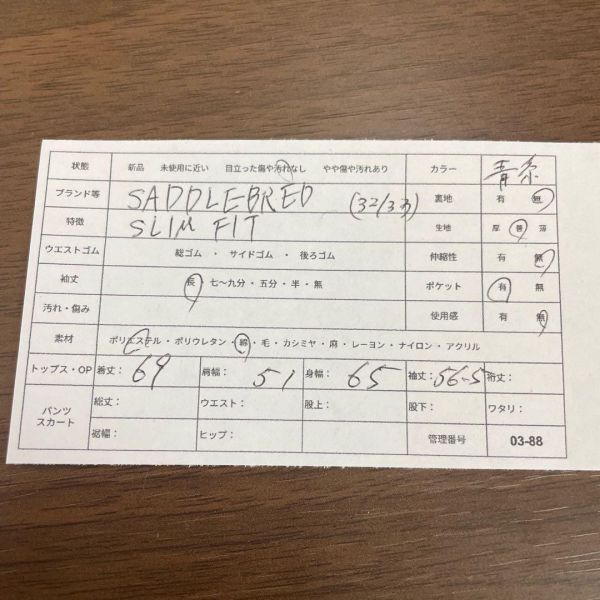 状態 新品 未使用に近い 目立った傷や汚れなし やや傷や汚れあり カラー 青系
ブランド等 SADDLEBRED (32/33) 裏地 有 無
特徴 SLIM FIT 生地 厚 普 薄
ウエストゴム 総ゴム ・ サイドゴム ・ 後ろゴム 伸縮性 有 無
袖丈 長 ・ 七〜九分 ・ 五分 ・ 半 ・ 無 ポケット 有 無
汚れ・傷み 使用感 有 無
素材 ポリエステル ・ ポリウレタン ・ 綿 ・ 毛 ・ カシミヤ ・ 麻 ・ レーヨン ・ ナイロン ・ アクリル
トップス・OP 着丈: 69 肩幅: 51 身幅: 65 袖丈: 56.5 裄丈:
パンツ スカート 総丈: ウエスト: 股上: 股下: ワタリ:
裾幅: ヒップ: 管理番号 03-88